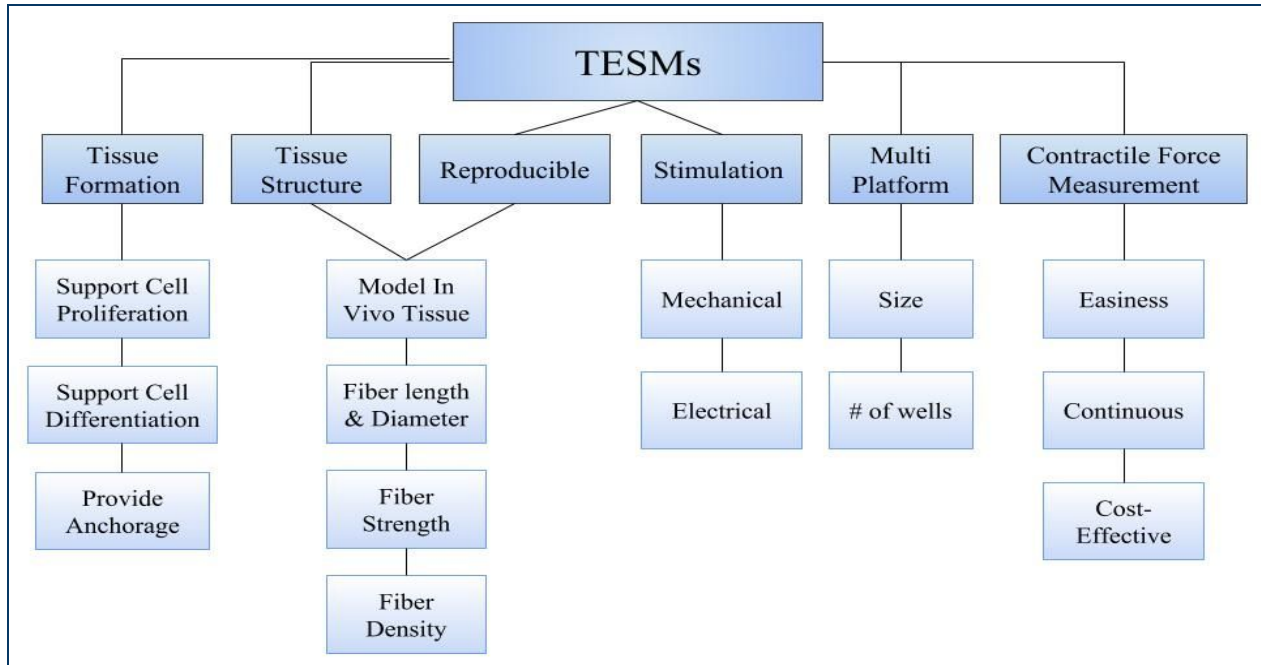 TESMs
Tissue
Formation
Tissue
Structure
Reproducible
Stimulation
Multi
Platform
Contractile Force
Measurement
Support Cell
Proliferation
Model In
Vivo Tissue
Mechanical
Size
Easiness
Support Cell
Differentiation
Fiber length
& Diameter
Electrical
# of wells
Continuous
Provide
Anchorage
Fiber
Strength
Cost-
Effective
Fiber
Density